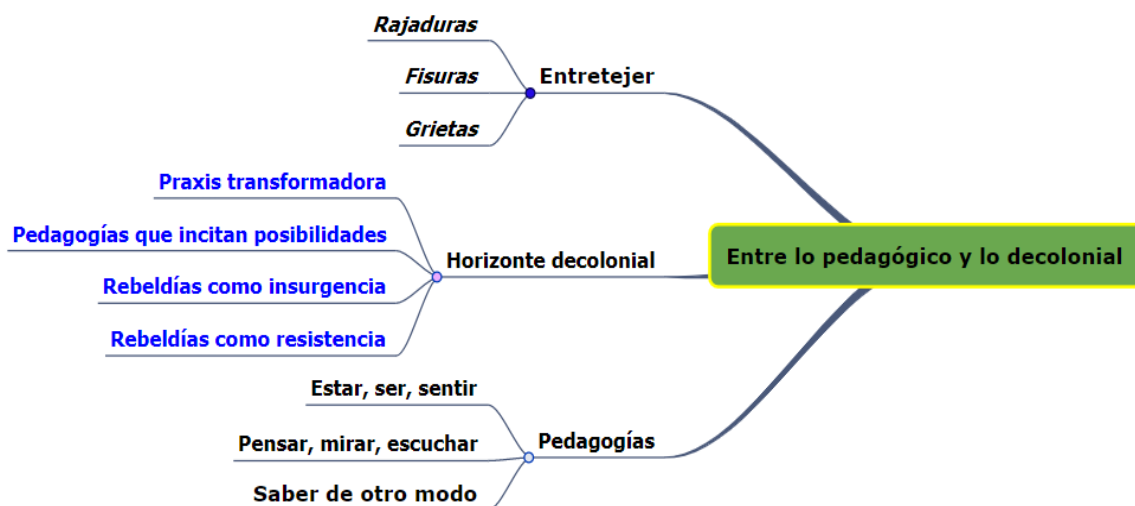 Rajaduras
Fisuras
Grietas
Entretejer
Praxis transformadora
Pedagogías que incitan posibilidades
Rebeldías como insurgencia
Rebeldías como resistencia
Horizonte decolonial
Entre lo pedagógico y lo decolonial
Estar, ser, sentir
Pensar, mirar, escuchar
Saber de otro modo
Pedagogías